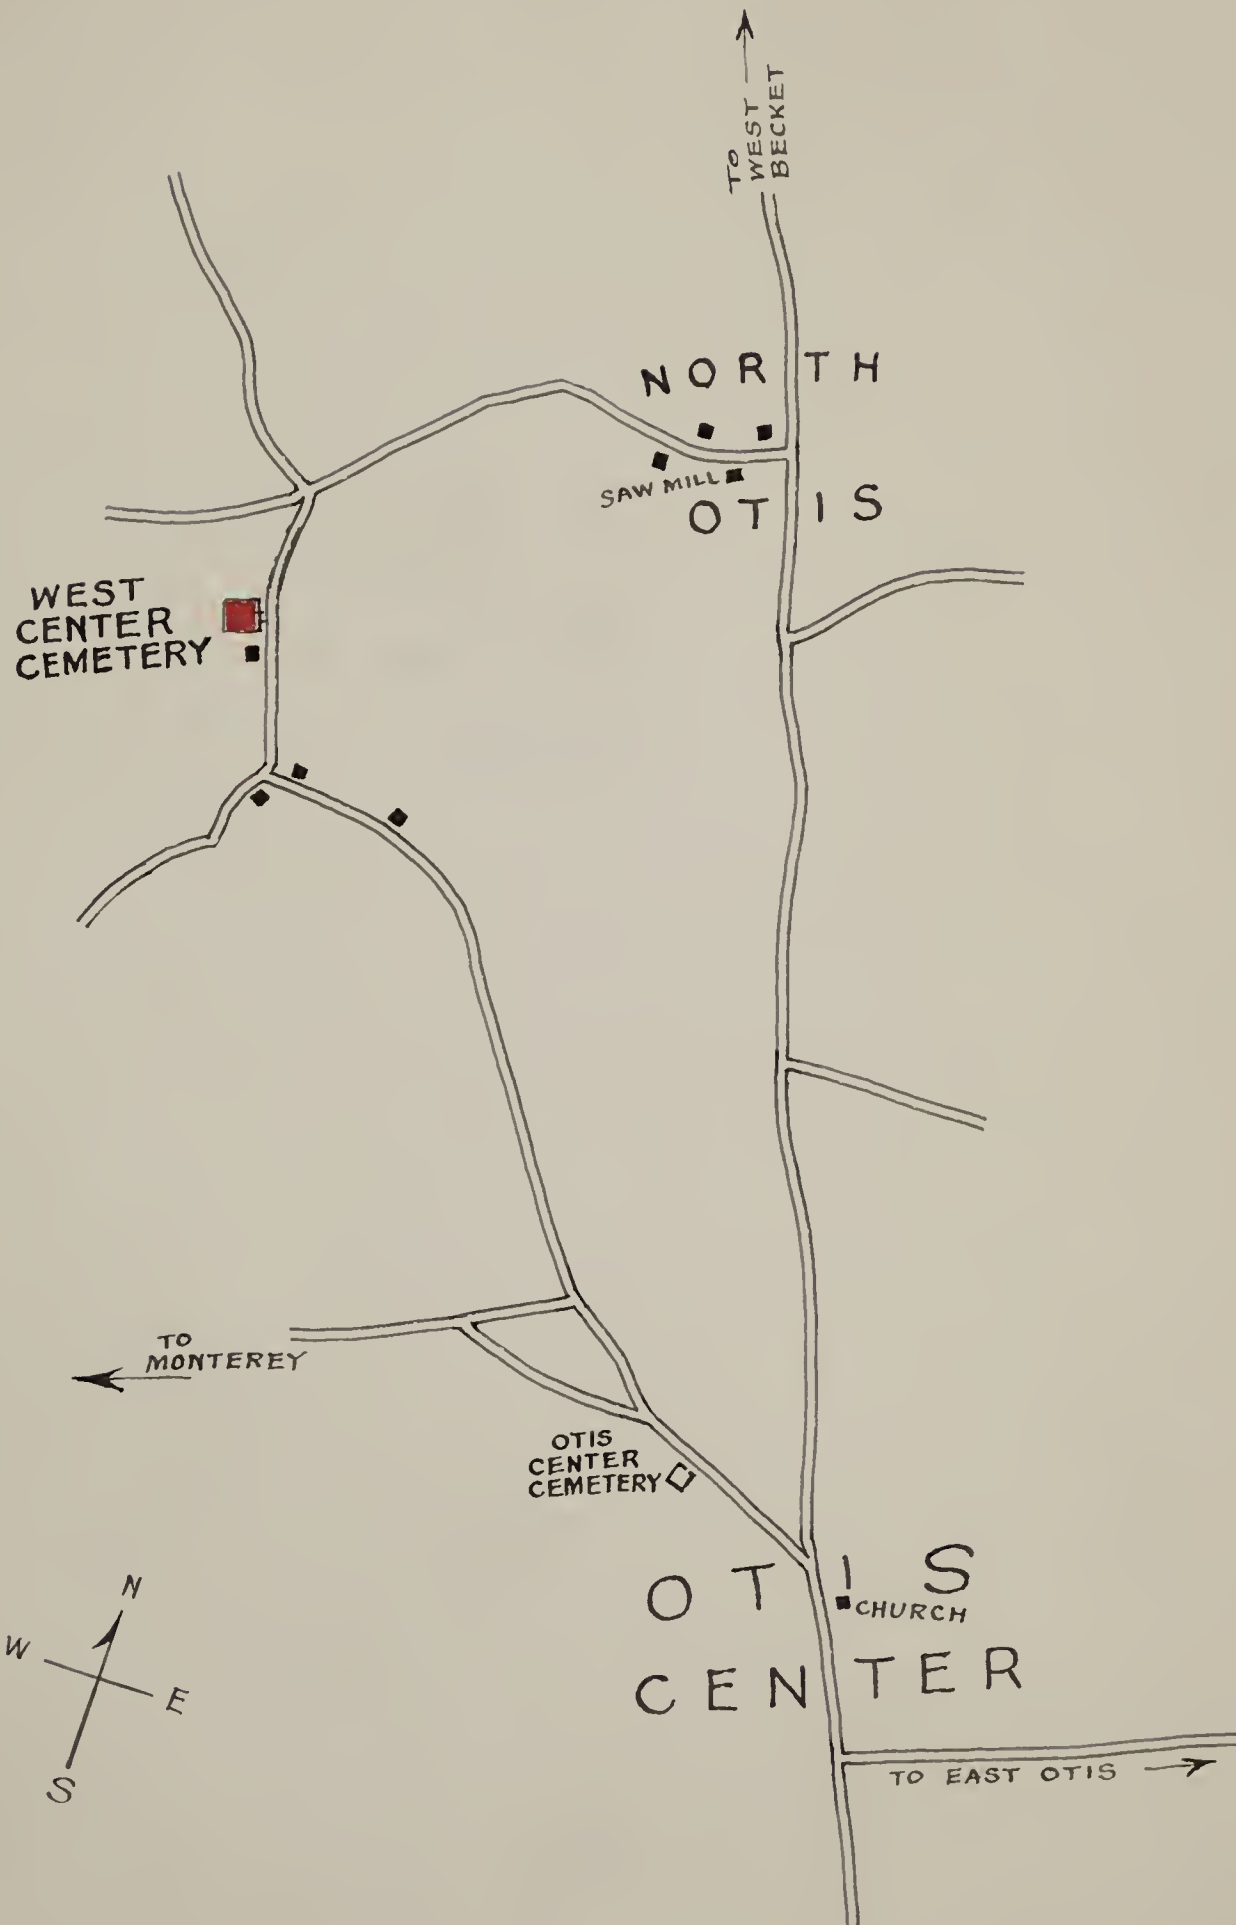 TO
WEST
BECKET
NORTH
SAW MILL
OTIS
WEST
CENTER
CEMETERY
TO
MONTEREY
OTIS
CENTER
CEMETERY
OTIS
CHURCH
CENTER
N
W
E
S
TO EAST OTIS